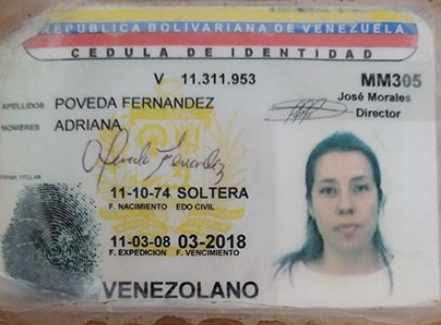 REPUBLICA BOLIVARIANA DE VENEZUELA
CEDULA DE IDENTIDAD
V 11.311.953 MM305
José Morales
Director
APELLIDOS POVEDA FERNANDEZ
NOMBRES ADRIANA
FIRMA TITULAR
11-10-74 SOLTERA
F. NACIMIENTO EDO CIVIL
11-03-08 03-2018
F. EXPEDICION F. VENCIMIENTO
VENEZOLANO